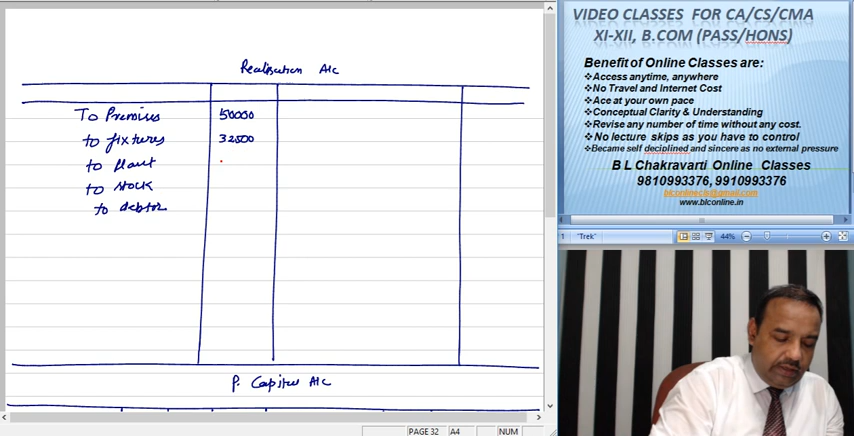 Realisation A/c
To Premises 50000
to fixtures 32500
to plant
to stock
to debtor
P. Capital A/c
PAGE 32 A4 NUM
VIDEO CLASSES FOR CA/CS/CMA
XI-XII, B.COM (PASS/HONS)
Benefit of Online Classes are:
❖Access anytime, anywhere
❖No Travel and Internet Cost
❖Ace at your own pace
❖Conceptual Clarity & Understanding
❖Revise any number of time without any cost.
❖No lecture skips as you have to control
❖Became self deciplined and sincere as no external pressure
B L Chakravarti Online Classes
9810993376, 9910993376
blconlinecls@gmail.com
www.blconline.in
1 "Trek" 44%